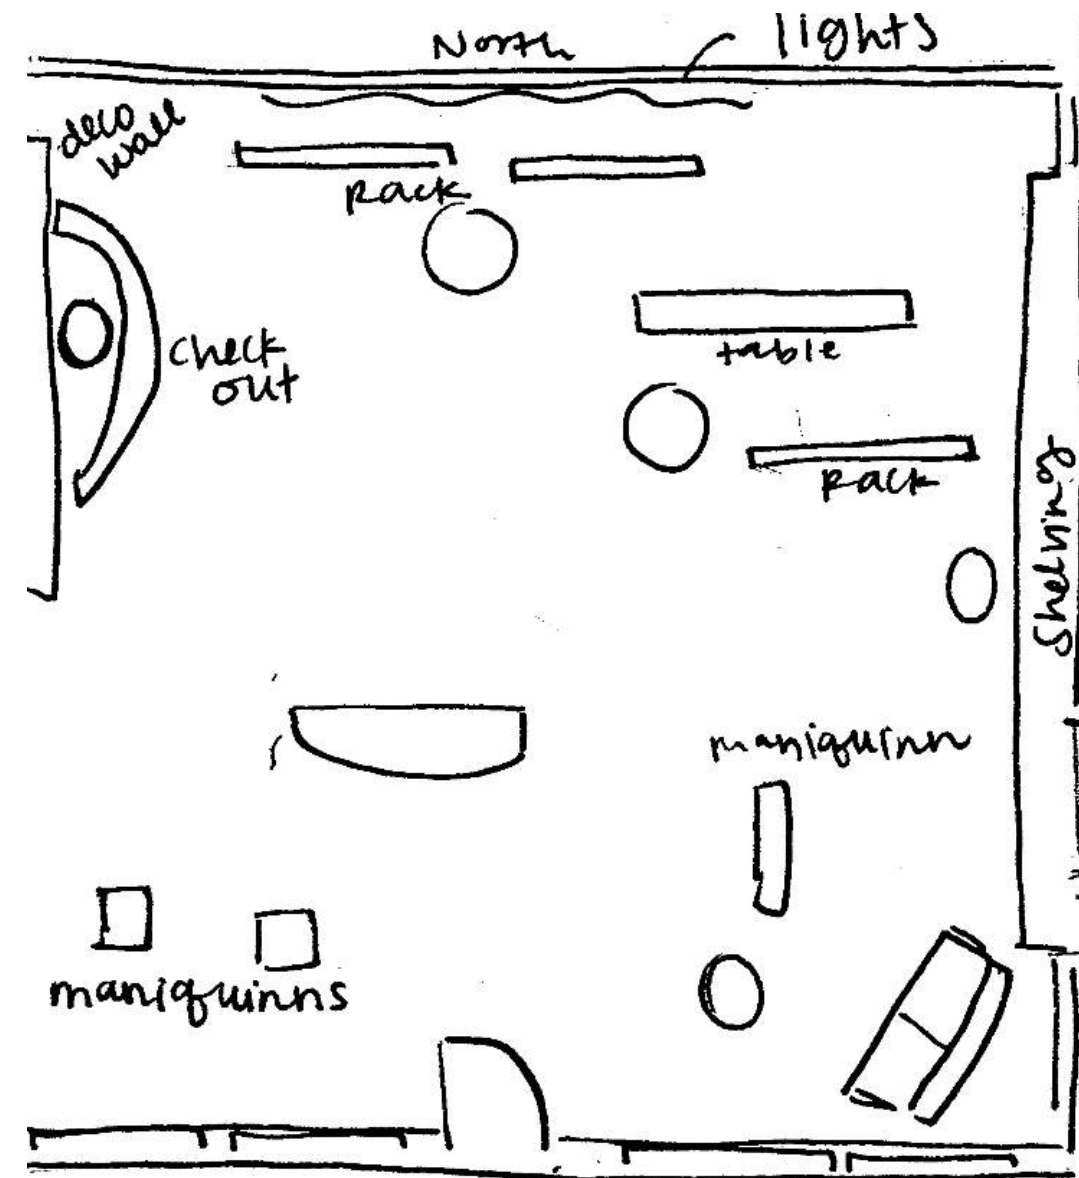 North
lights
deco
wall
Rack
check
out
table
Rack
Shelving
maniquinn
maniquinns